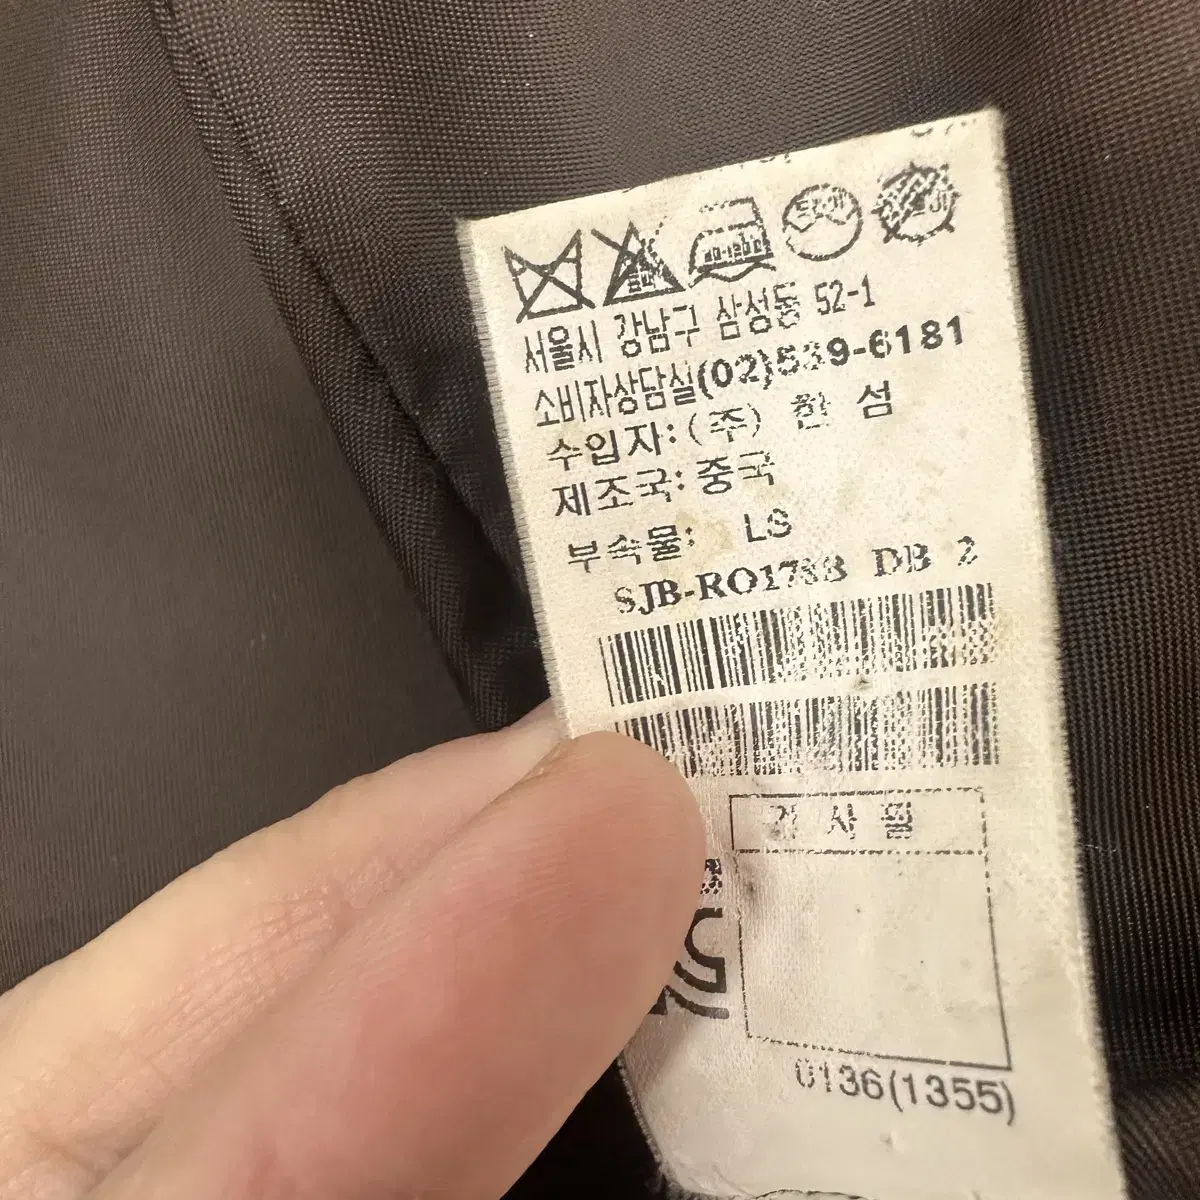 서울시 강남구 삼성동 52-1
소비자상담실(02)539-6181
수입자:(주) 한 섬
제조국: 중국
부속물: LS
DB 2
검 사 필
0136(1355)